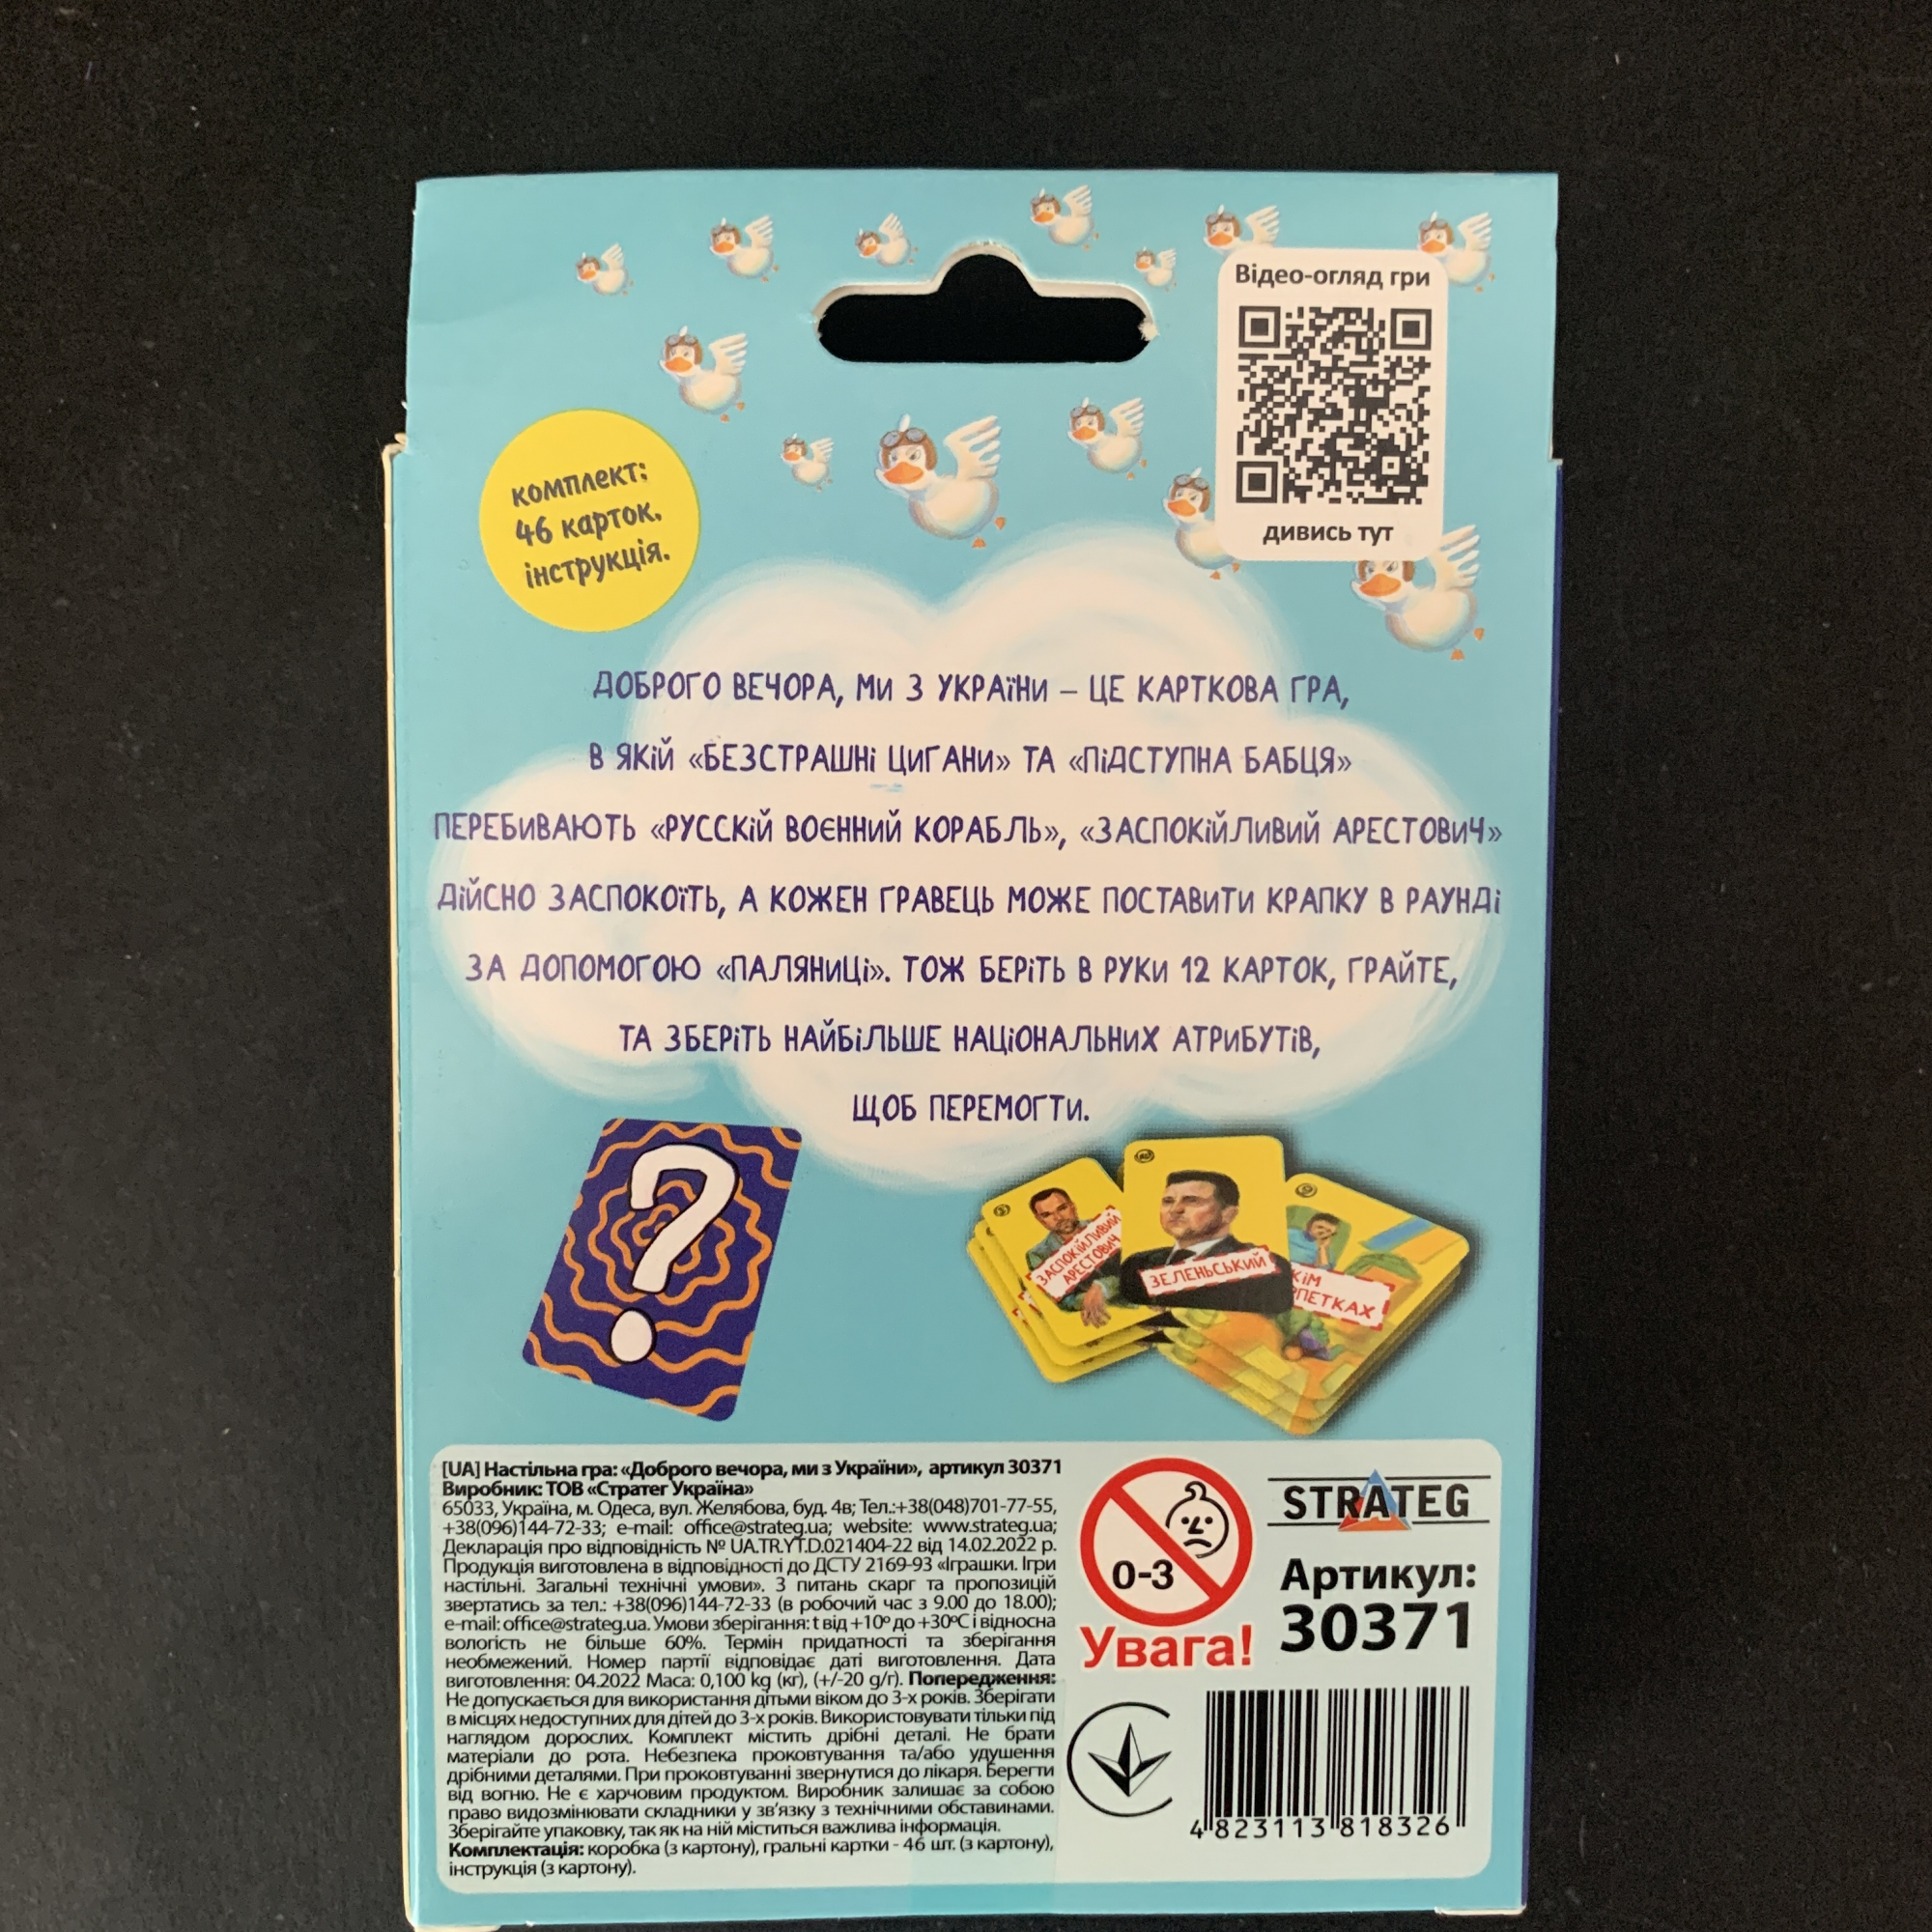 Відео-огляд гри
дивись тут
комплект:
46 карток.
інструкція.
ДОБРОГО ВЕЧОРА, МИ З УКРАЇНИ – ЦЕ КАРТКОВА ГРА,
В ЯКІЙ «БЕЗСТРАШНІ ЦИГАНИ» ТА «ПІДСТУПНА БАБЦЯ»
ПЕРЕБИВАЮТЬ «РУССКІЙ ВОЄННИЙ КОРАБЛЬ», «ЗАСПОКІЙЛИВИЙ АРЕСТОВИЧ»
ДІЙСНО ЗАСПОКОЇТЬ, А КОЖЕН ГРАВЕЦЬ МОЖЕ ПОСТАВИТИ КРАПКУ В РАУНДІ
ЗА ДОПОМОГОЮ «ПАЛЯНИЦІ». ТОЖ БЕРІТЬ В РУКИ 12 КАРТОК, ГРАЙТЕ,
ТА ЗБЕРІТЬ НАЙБІЛЬШЕ НАЦІОНАЛЬНИХ АТРИБУТІВ,
ЩОБ ПЕРЕМОГТИ.
?
ЗАСПОКІЙЛИВИЙ
АРЕСТОВИЧ
ЗЕЛЕНЬСЬКИЙ
КІМ
РПЕТКАХ
[UA] Настільна гра: «Доброго вечора, ми з України», артикул 30371
Виробник: ТОВ «Стратег Україна»
65033, Україна, м. Одеса, вул. Желябова, буд. 4в; Тел.:+38(048)701-77-55,
+38(096)144-72-33; e-mail: office@strateg.ua; website: www.strateg.ua;
Декларація про відповідність № UA.TR.YT.D.021404-22 від 14.02.2022 р.
Продукція виготовлена в відповідності до ДСТУ 2169-93 «Іграшки. Ігри
настільні. Загальні технічні умови». З питань скарг та пропозицій
звертатись за тел.: +38(096)144-72-33 (в робочий час з 9.00 до 18.00);
e-mail: office@strateg.ua. Умови зберігання: t від +10º до +30ºС і відносна
вологість не більше 60%. Термін придатності та зберігання
необмежений. Номер партії відповідає даті виготовлення. Дата
виготовлення: 04.2022 Маса: 0,100 kg (кг), (+/-20 g/г). Попередження:
Не допускається для використання дітьми віком до 3-х років. Зберігати
в місцях недоступних для дітей до 3-х років. Використовувати тільки під
наглядом дорослих. Комплект містить дрібні деталі. Не брати
матеріали до рота. Небезпека проковтування та/або удушення
дрібними деталями. При проковтуванні звернутися до лікаря. Берегти
від вогню. Не є харчовим продуктом. Виробник залишає за собою
право видозмінювати складники у зв'язку з технічними обставинами.
Зберігайте упаковку, так як на ній міститься важлива інформація.
Комплектація: коробка (з картону), гральні картки - 46 шт. (з картону),
інструкція (з картону).
0-3
Увага!
STRATEG
Артикул:
30371
4 823113 818326